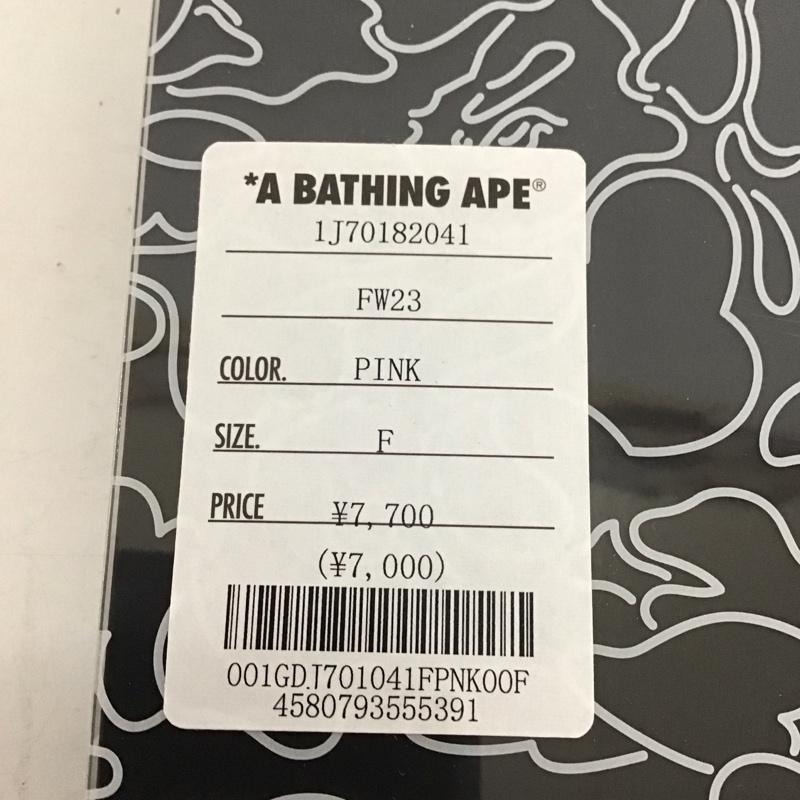 *A BATHING APE®
1J70182041
FW23
COLOR. PINK
SIZE. F
PRICE ¥7,700
(¥7,000)
001GDJ701041FPNK00F
4580793555391